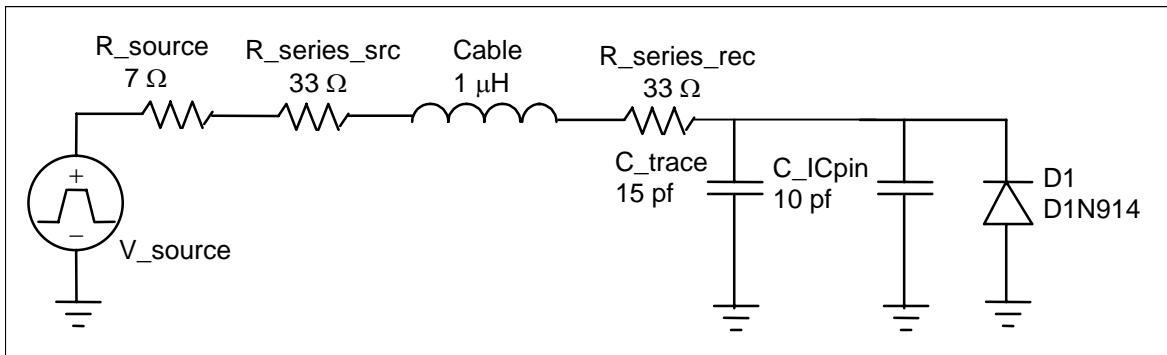 R_source
7 Ω
R_series_src
33 Ω
Cable
1 μH
R_series_rec
33 Ω
C_trace
15 pf
C_ICpin
10 pf
D1
D1N914
+
−
V_source